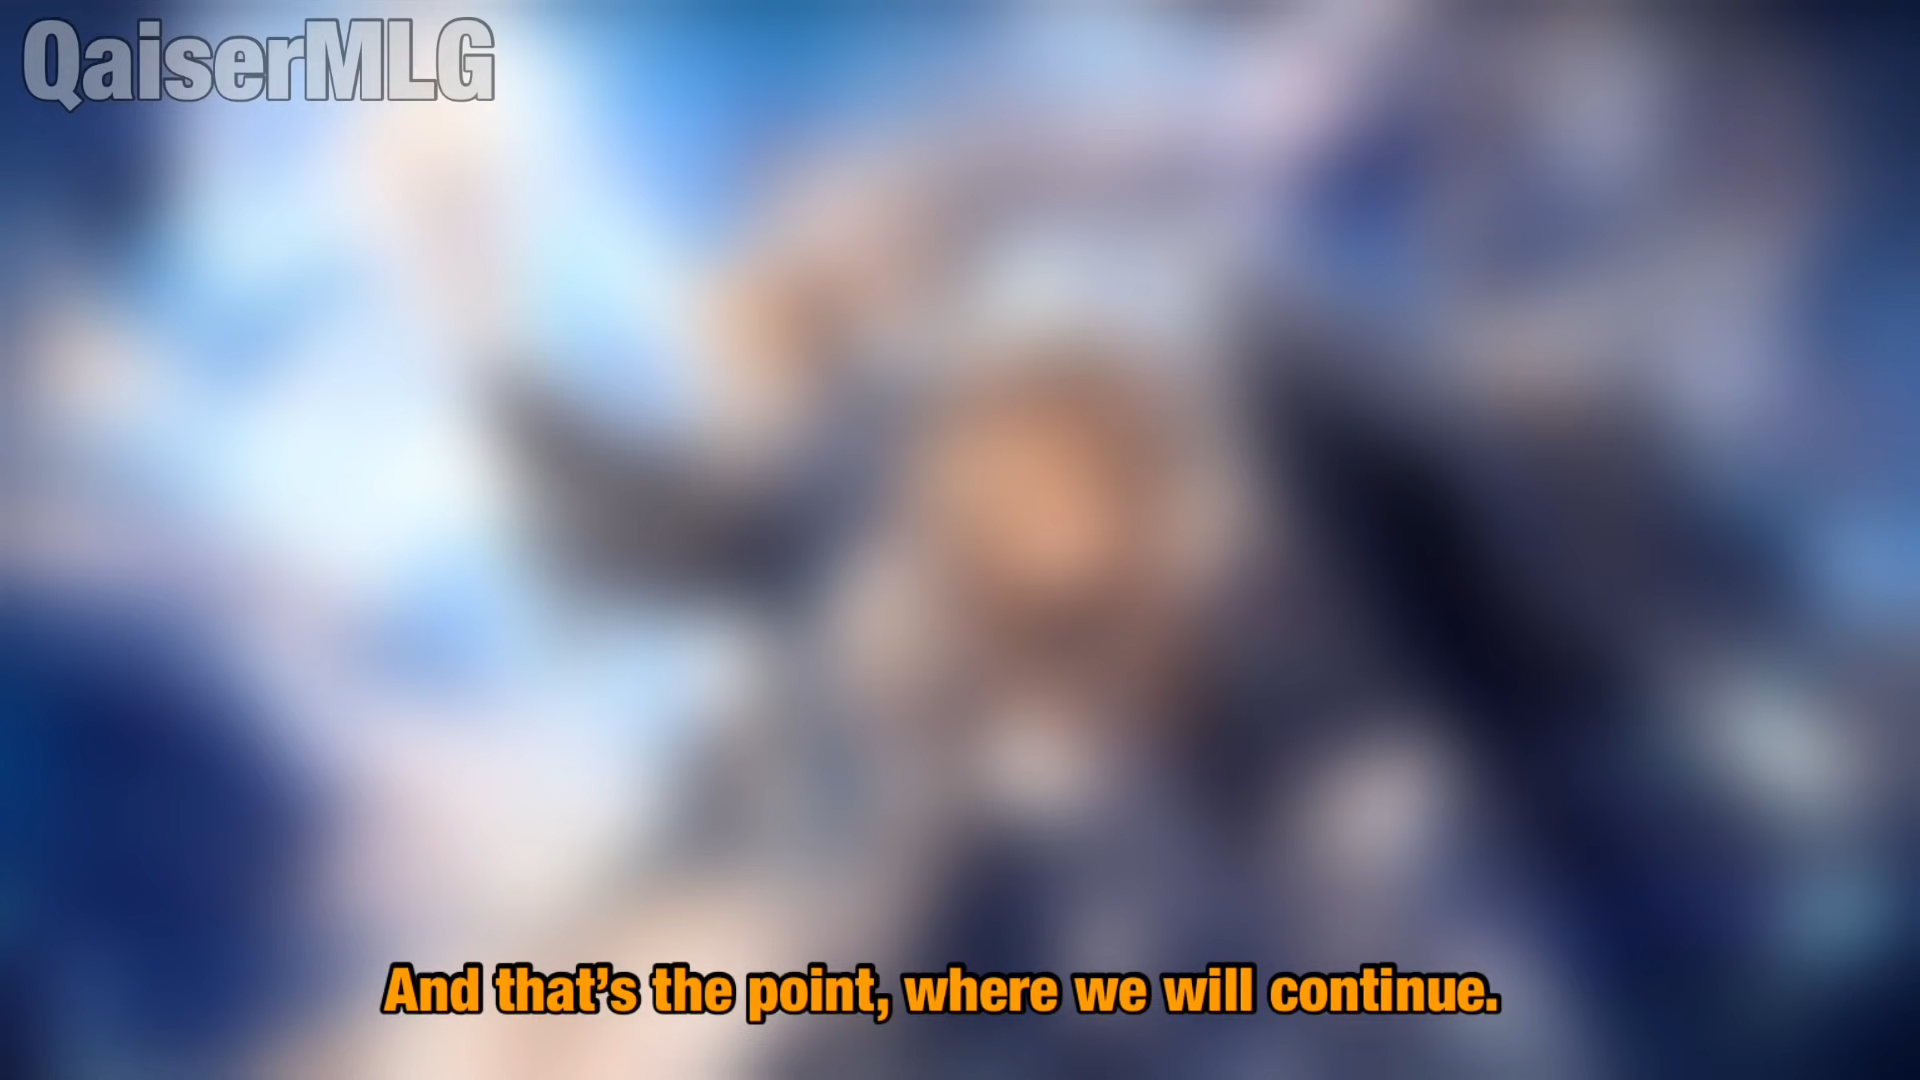 QaiserMLG
And that's the point, where we will continue.